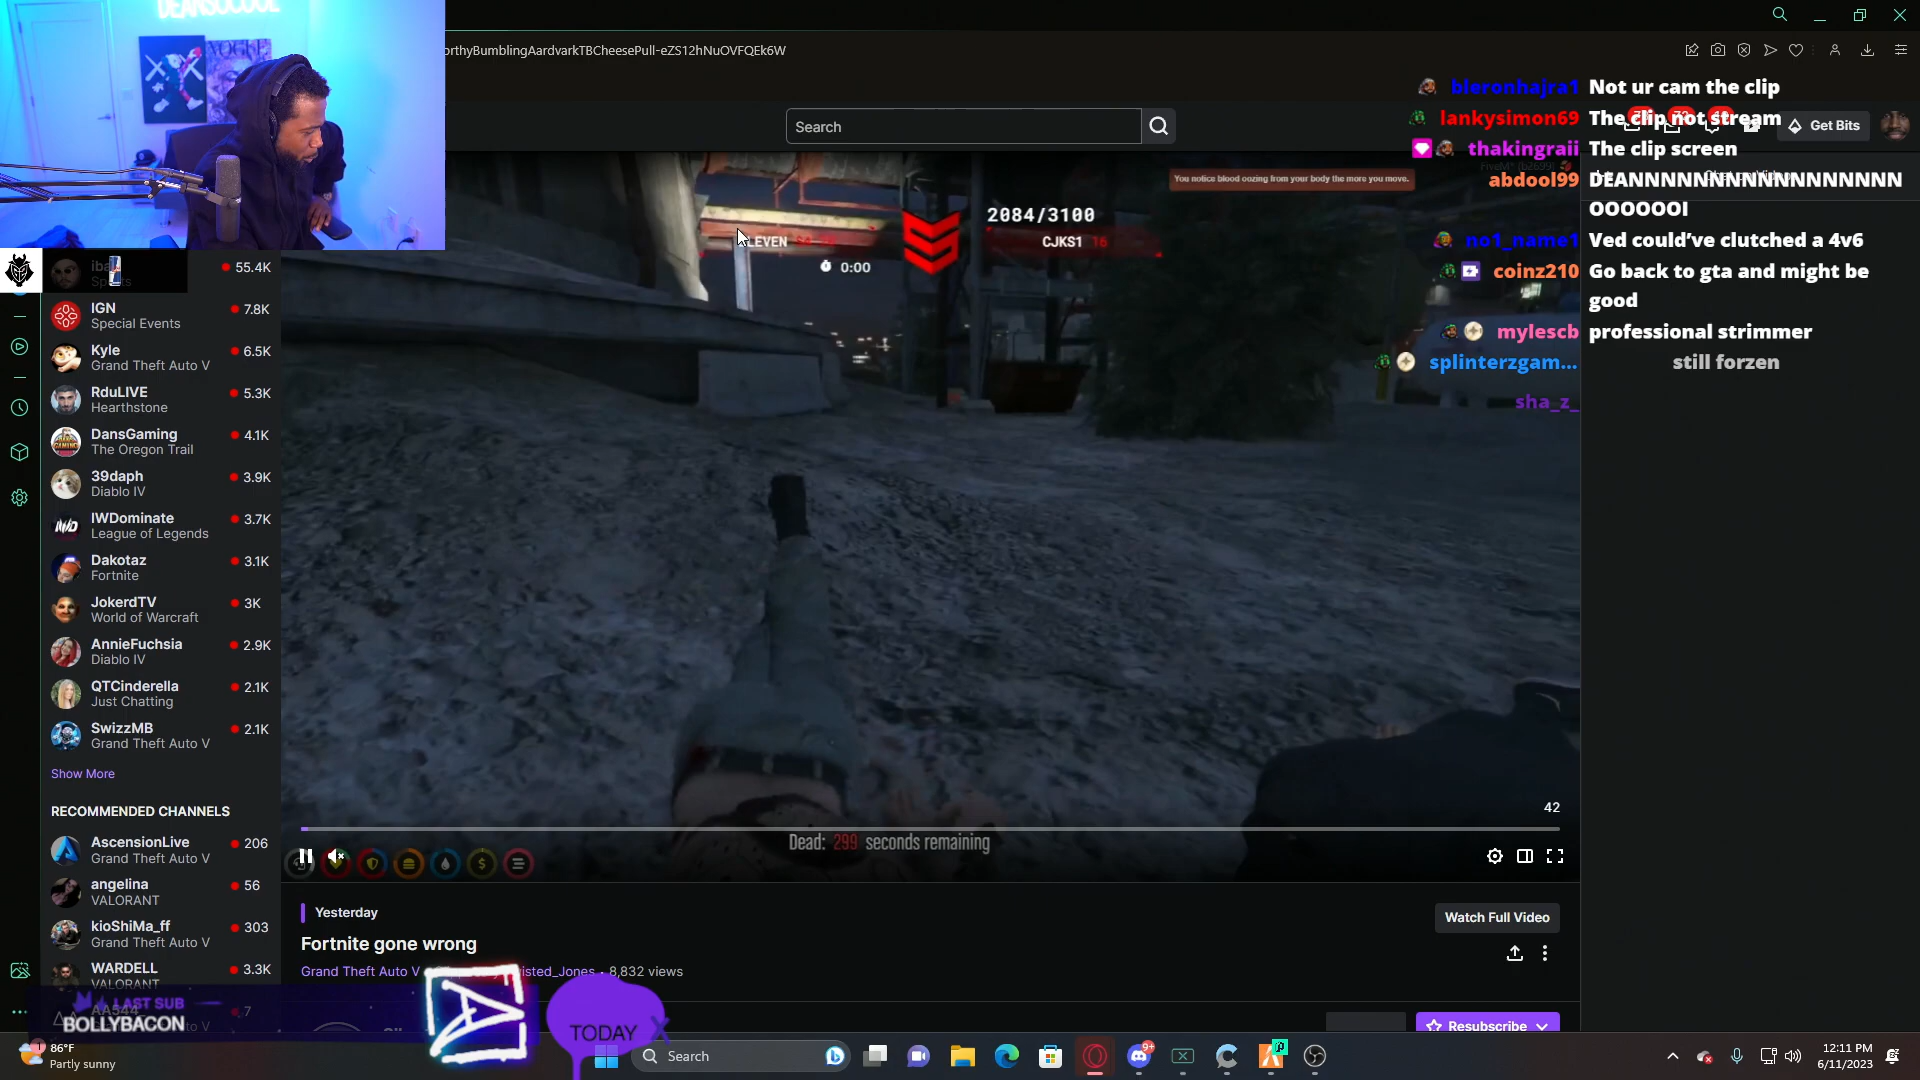 DEANSOCOOL
VOGUE
orthyBumblingAardvarkTBCheesePull-eZS12hNuOVFQEk6W
Search
Get Bits
bleronhajra1 Not ur cam the clip
lankysimon69 The clip not stream
thakingraii The clip screen
abdool99 DEANNNNNNNNNNNNNNNNN
OOOOOOl
no1_name1 Ved could’ve clutched a 4v6
coinz210 Go back to gta and might be
good
mylescb professional strimmer
splinterzgam... still forzen
sha_z_
You notice blood oozing from your body the more you move.
2084/3100
LEVEN
CJKS1 16
0:00
55.4K
IGN
Special Events
7.8K
Kyle
Grand Theft Auto V
6.5K
RduLIVE
Hearthstone
5.3K
DansGaming
The Oregon Trail
4.1K
39daph
Diablo IV
3.9K
IWDominate
League of Legends
3.7K
Dakotaz
Fortnite
3.1K
JokerdTV
World of Warcraft
3K
AnnieFuchsia
Diablo IV
2.9K
QTCinderella
Just Chatting
2.1K
SwizzMB
Grand Theft Auto V
2.1K
Show More
RECOMMENDED CHANNELS
AscensionLive
Grand Theft Auto V
206
angelina
VALORANT
56
kioShiMa_ff
Grand Theft Auto V
303
WARDELL
VALORANT
3.3K
LAST SUB
BOLLYBACON
42
Dead: 299 seconds remaining
Yesterday
Fortnite gone wrong
Watch Full Video
Grand Theft Auto V
isted_Jones · 8,832 views
TODAY
Resubscribe
86°F
Partly sunny
Search
9+
12:11 PM
6/11/2023